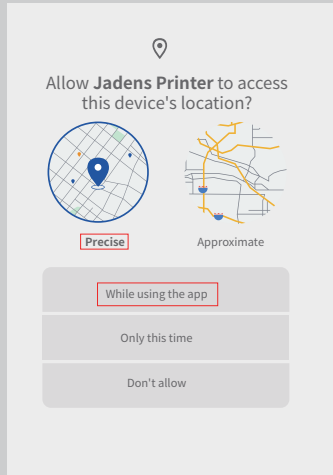 Allow Jadens Printer to access
this device's location?
Precise
Approximate
While using the app
Only this time
Don't allow